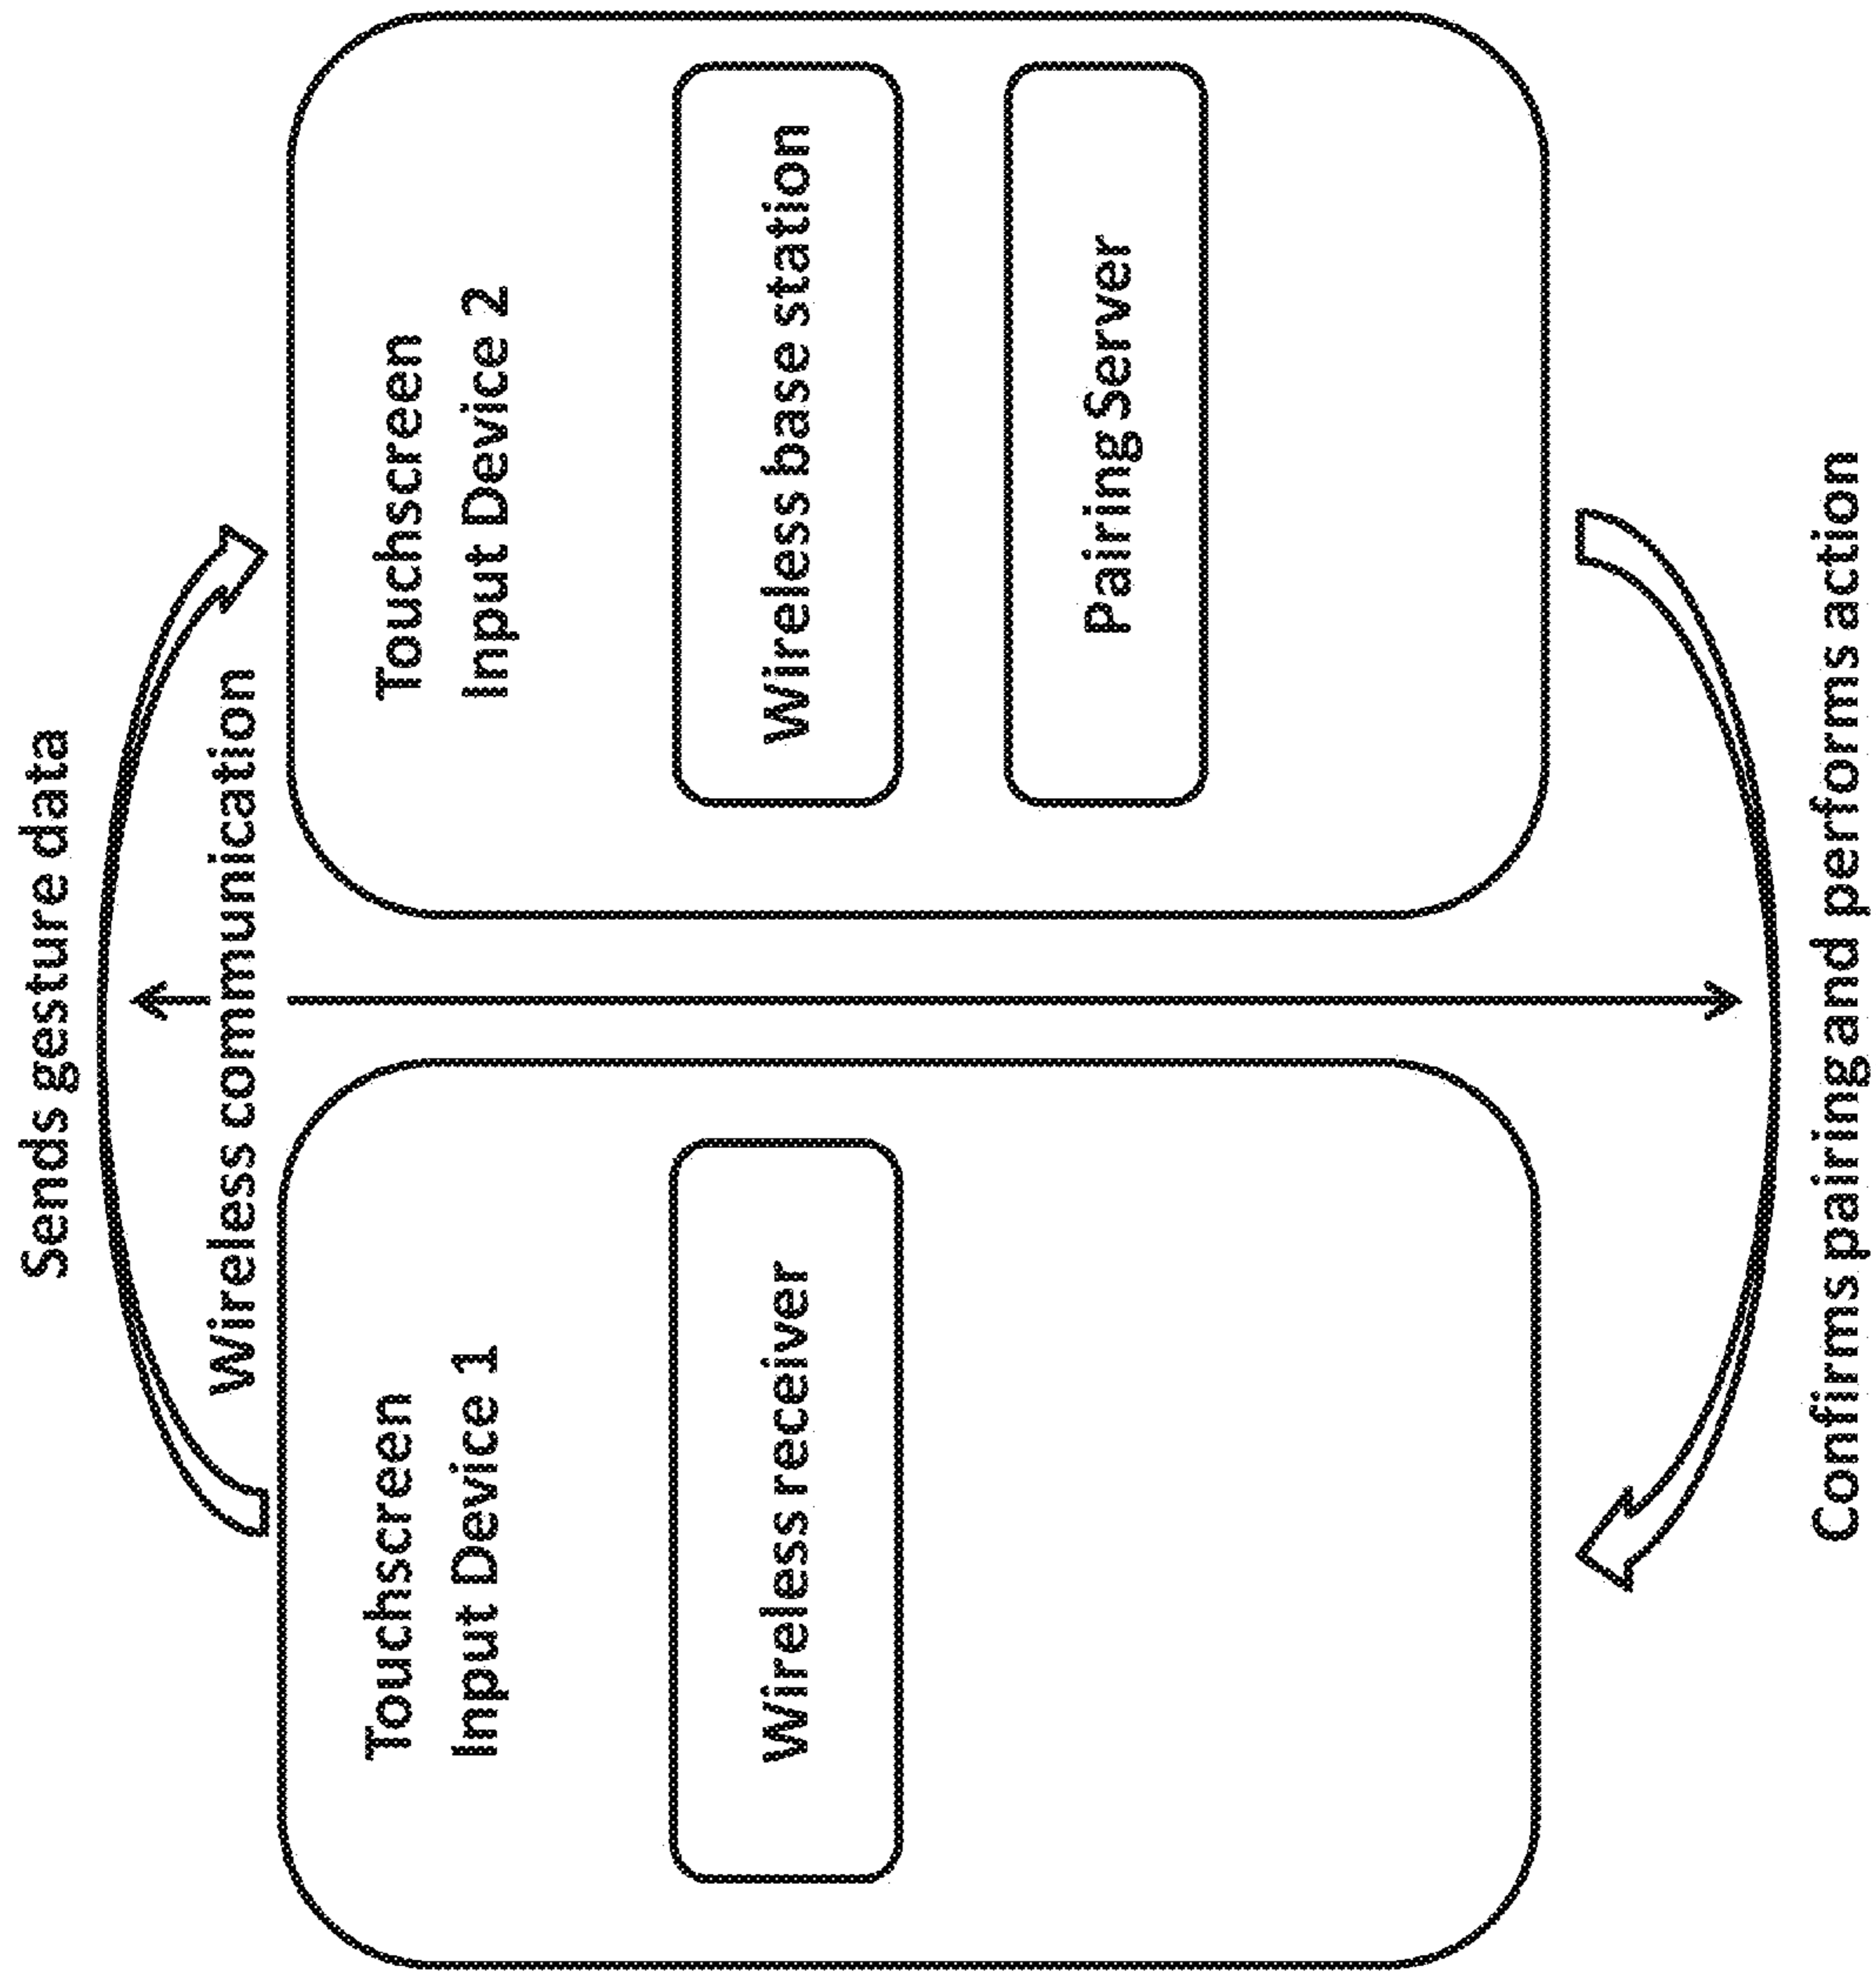 Sends gesture data
Wireless communication
Touchscreen
Input Device 1
Wireless receiver
Touchscreen
Input Device 2
Wireless base station
Pairing Server
Confirms pairing and performs action